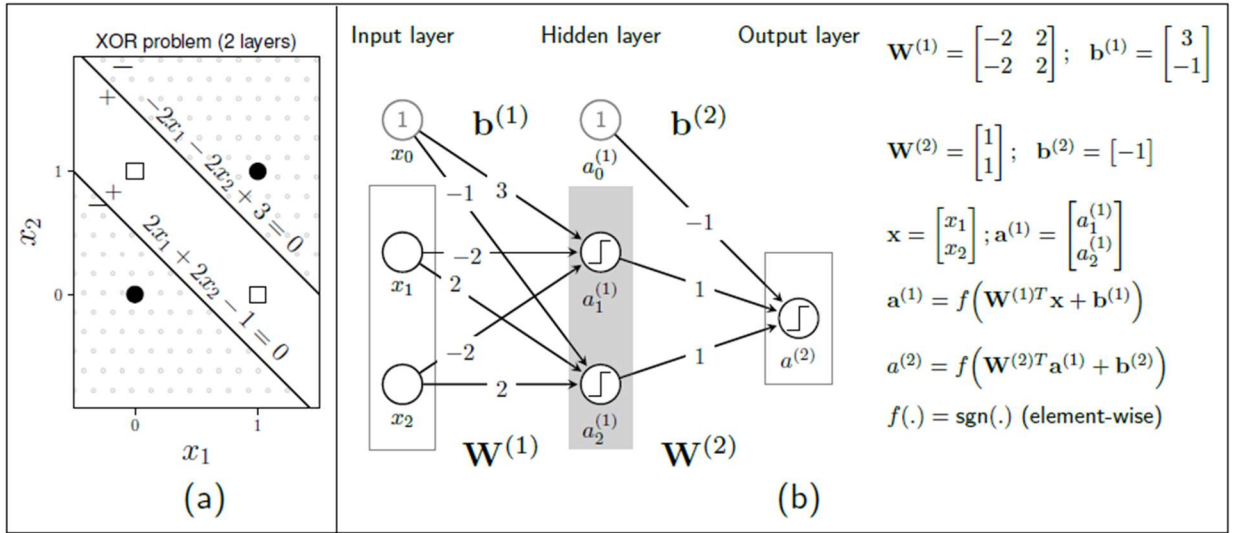 XOR problem (2 layers)
−
+
−2x₁ − 2x₂ + 3 = 0
1
+
−
2x₁ + 2x₂ − 1 = 0
x₂
0
0 1
x₁
(a)
Input layer Hidden layer Output layer
1 b⁽¹⁾ 1 b⁽²⁾
x₀ a₀⁽¹⁾
−1 3 −1
−2
x₁ 2 a₁⁽¹⁾ 1
−2 a⁽²⁾
2 1
x₂ a₂⁽¹⁾
W⁽¹⁾ W⁽²⁾
(b)
W⁽¹⁾ = [−2 2; −2 2]; b⁽¹⁾ = [3; −1]
W⁽²⁾ = [1; 1]; b⁽²⁾ = [−1]
x = [x₁; x₂]; a⁽¹⁾ = [a₁⁽¹⁾; a₂⁽¹⁾]
a⁽¹⁾ = f(W⁽¹⁾ᵀx + b⁽¹⁾)
a⁽²⁾ = f(W⁽²⁾ᵀa⁽¹⁾ + b⁽²⁾)
f(.) = sgn(.) (element-wise)